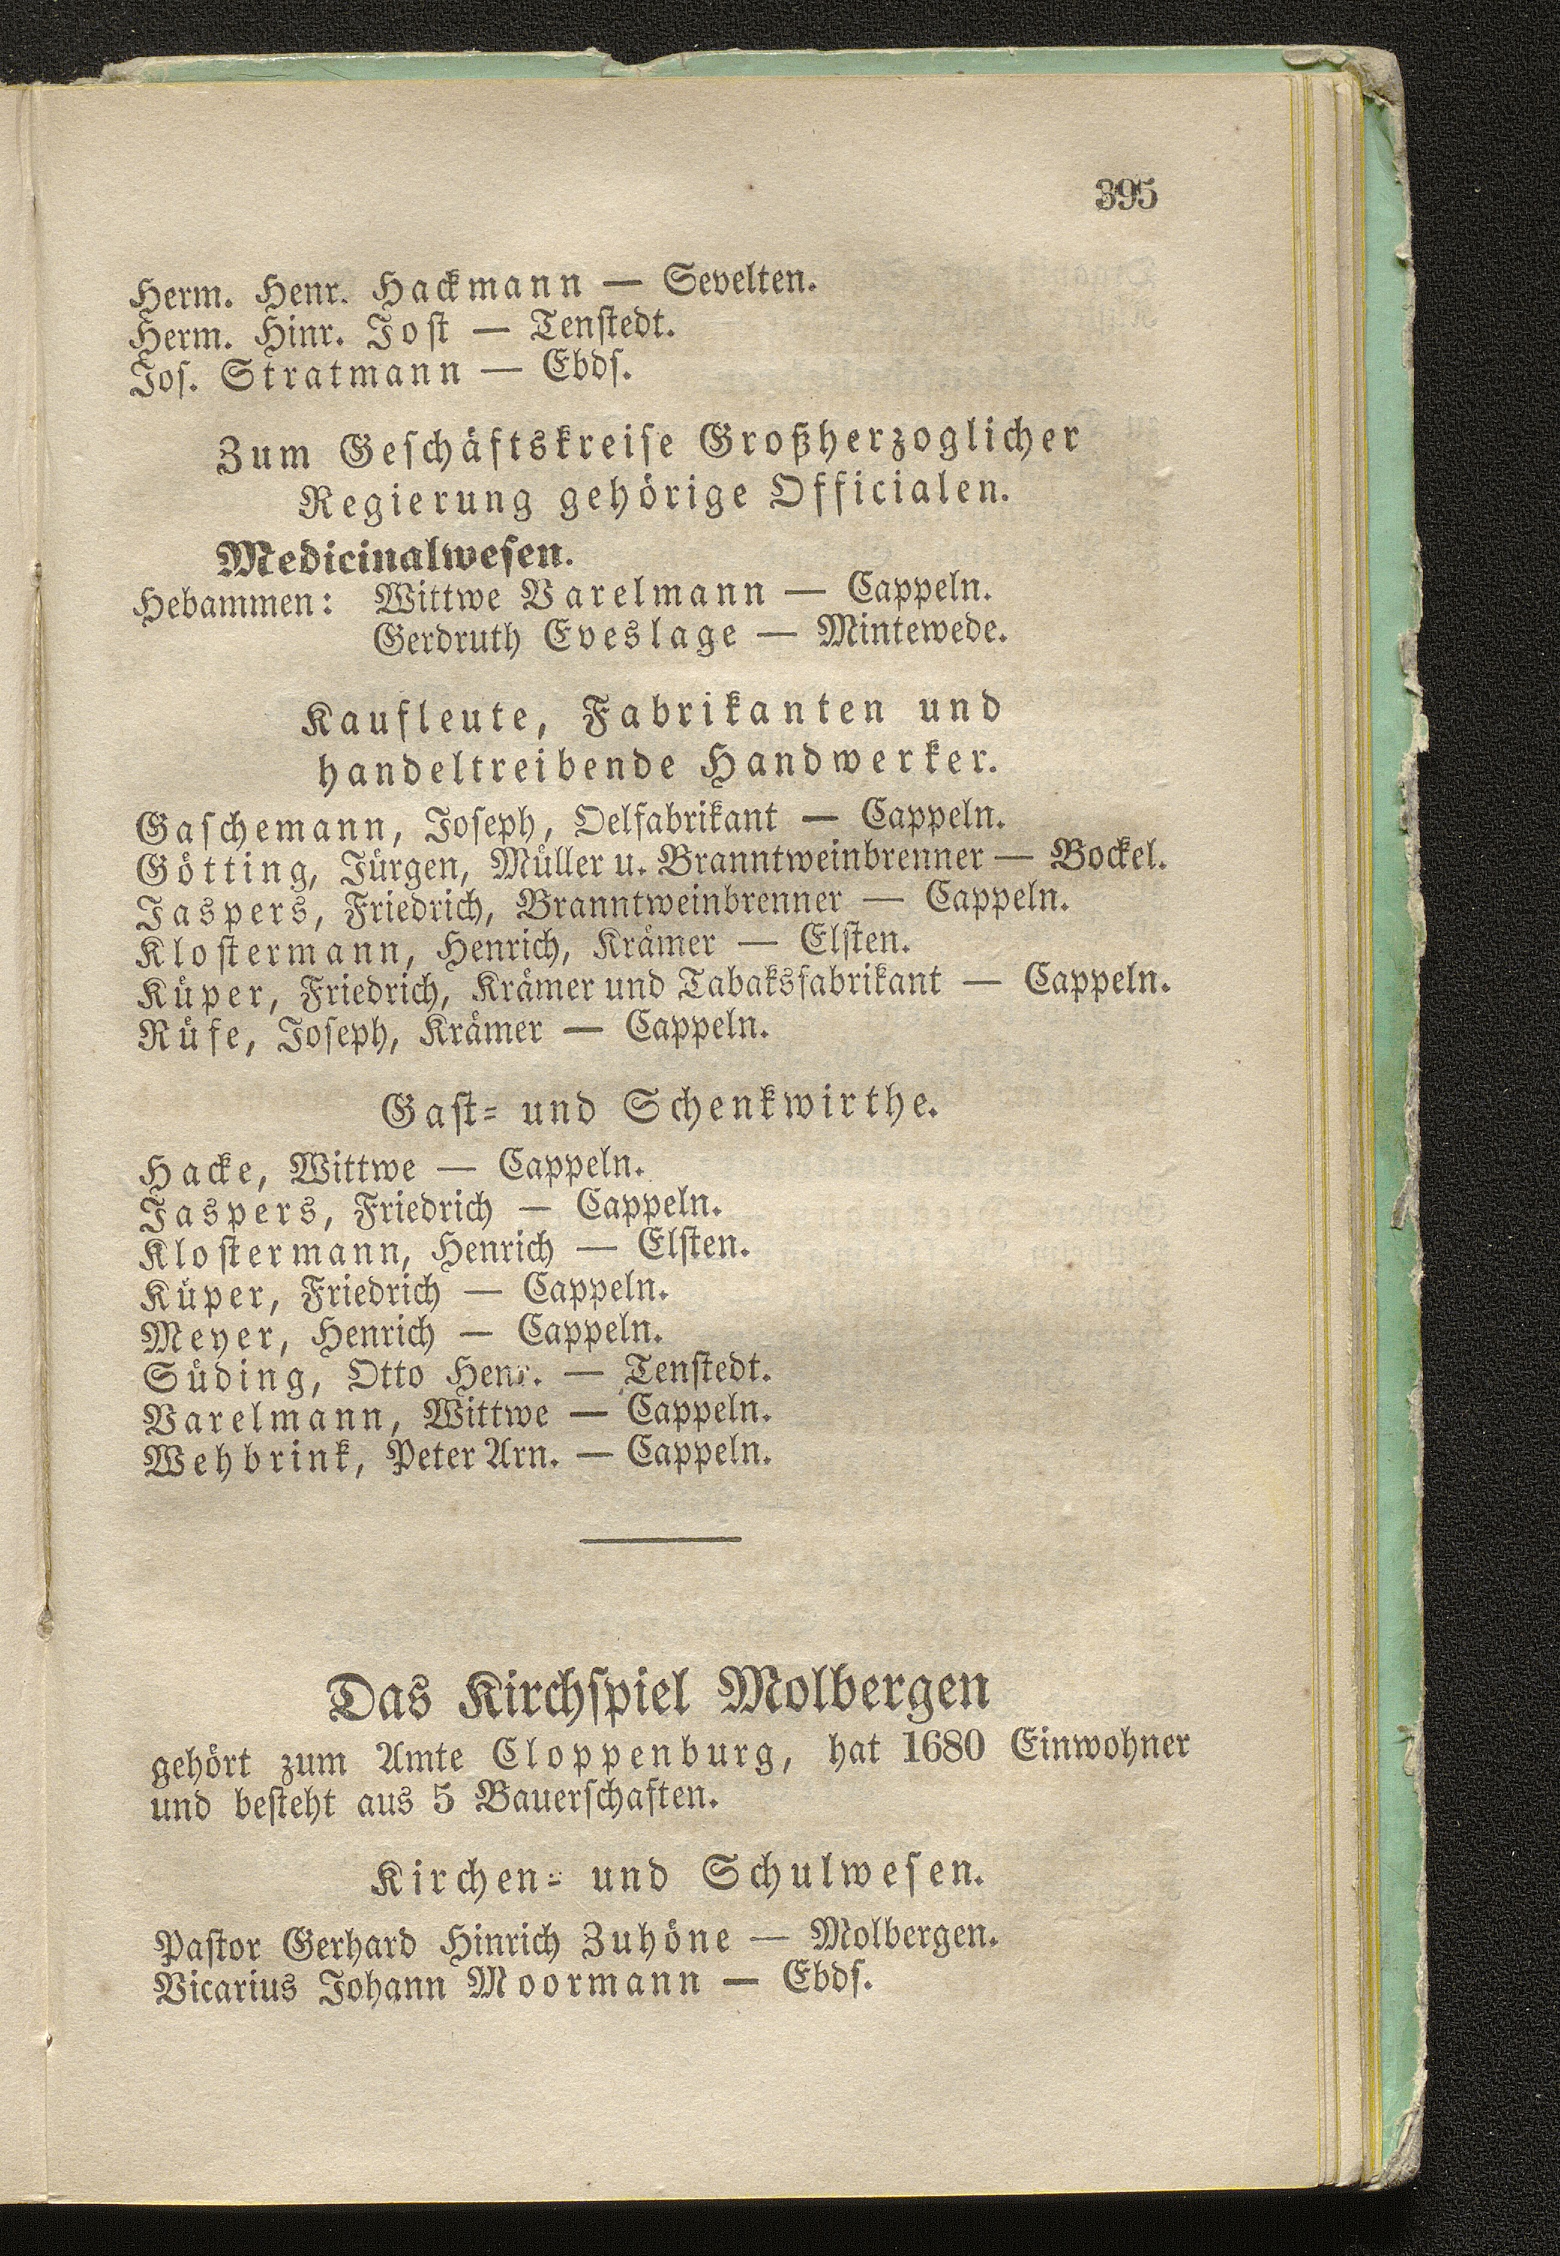 395
Herm. Henr. Hackmann — Sevelten.
Herm. Hinr. Jost — Tenstedt.
Jos. Stratmann — Ebds.
Zum Geschäftskreise Großherzoglicher
Regierung gehörige Officialen.
Medicinalwesen.
Hebammen: Wittwe Varelmann — Cappeln.
Gerdruth Eveslage — Mintewede.
Kaufleute, Fabrikanten und
handeltreibende Handwerker.
Gaschemann, Joseph, Oelfabrikant — Cappeln.
Götting, Jürgen, Müller u. Branntweinbrenner — Bockel.
Jaspers, Friedrich, Branntweinbrenner — Cappeln.
Klostermann, Henrich, Krämer — Elsten.
Küper, Friedrich, Krämer und Tabaksfabrikant — Cappeln.
Rüfe, Joseph, Krämer — Cappeln.
Gast- und Schenkwirthe.
Hacke, Wittwe — Cappeln.
Jaspers, Friedrich — Cappeln.
Klostermann, Henrich — Elsten.
Küper, Friedrich — Cappeln.
Meyer, Henrich — Cappeln.
Süding, Otto Henr. — Tenstedt.
Varelmann, Wittwe — Cappeln.
Wehbrink, Peter Arn. — Cappeln.
Das Kirchspiel Molbergen
gehört zum Amte Cloppenburg, hat 1680 Einwohner
und besteht aus 5 Bauerschaften.
Kirchen- und Schulwesen.
Pastor Gerhard Hinrich Zuhöne — Molbergen.
Vicarius Johann Moormann — Ebds.